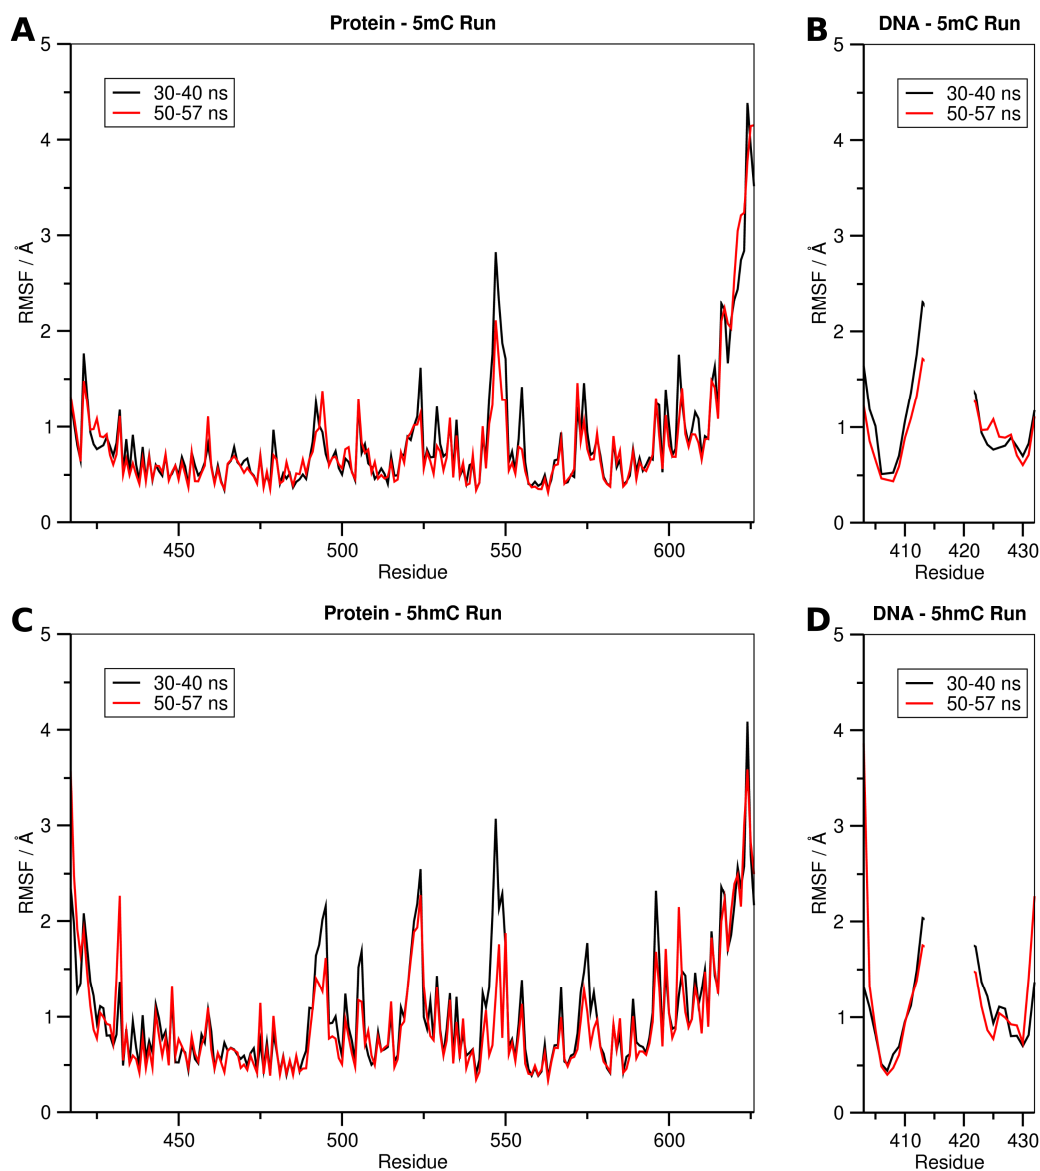 A
Protein - 5mC Run
5
4
3
2
1
0
RMSF / Å
30-40 ns
50-57 ns
450
500
550
600
Residue
B
DNA - 5mC Run
5
4
3
2
1
0
RMSF / Å
30-40 ns
50-57 ns
410
420
430
Residue
C
Protein - 5hmC Run
5
4
3
2
1
0
RMSF / Å
30-40 ns
50-57 ns
450
500
550
600
Residue
D
DNA - 5hmC Run
5
4
3
2
1
0
RMSF / Å
30-40 ns
50-57 ns
410
420
430
Residue